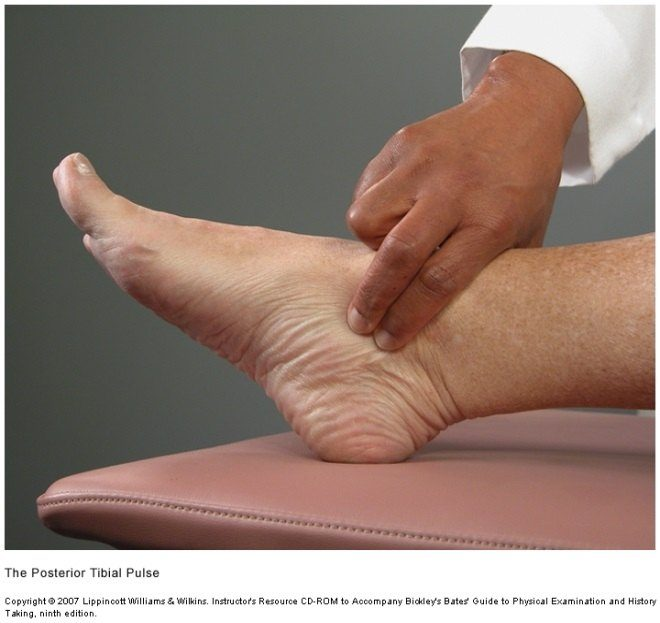 The Posterior Tibial Pulse
Copyright © 2007 Lippincott Williams & Wilkins. Instructor's Resource CD-ROM to Accompany Bickley's Bates' Guide to Physical Examination and History
Taking, ninth edition.